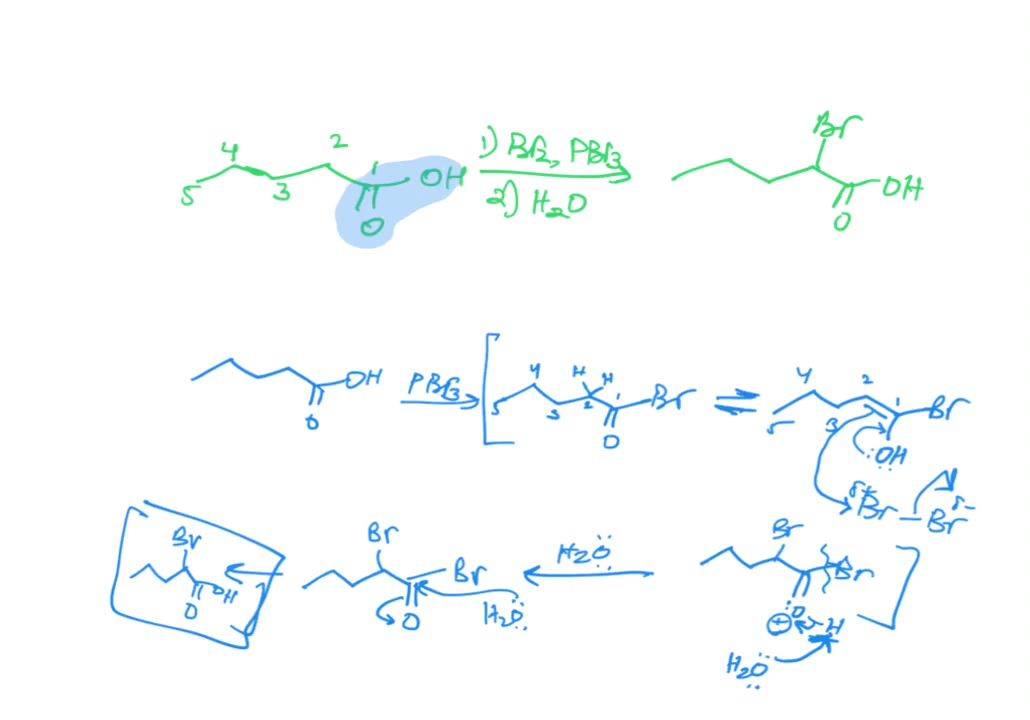 Br
4 2 1 OH 1) Br2, PBr3
5 3 O 2) H2O
O OH
OH PBr3
O
4 H H 1 Br
5 3 2 O
4 2 1 Br
5 3 :OH
δ+ Br — Br δ-
Br
Br
:O
+ H
H2O
H2O
Br
Br
O H2O
Br
OH
O